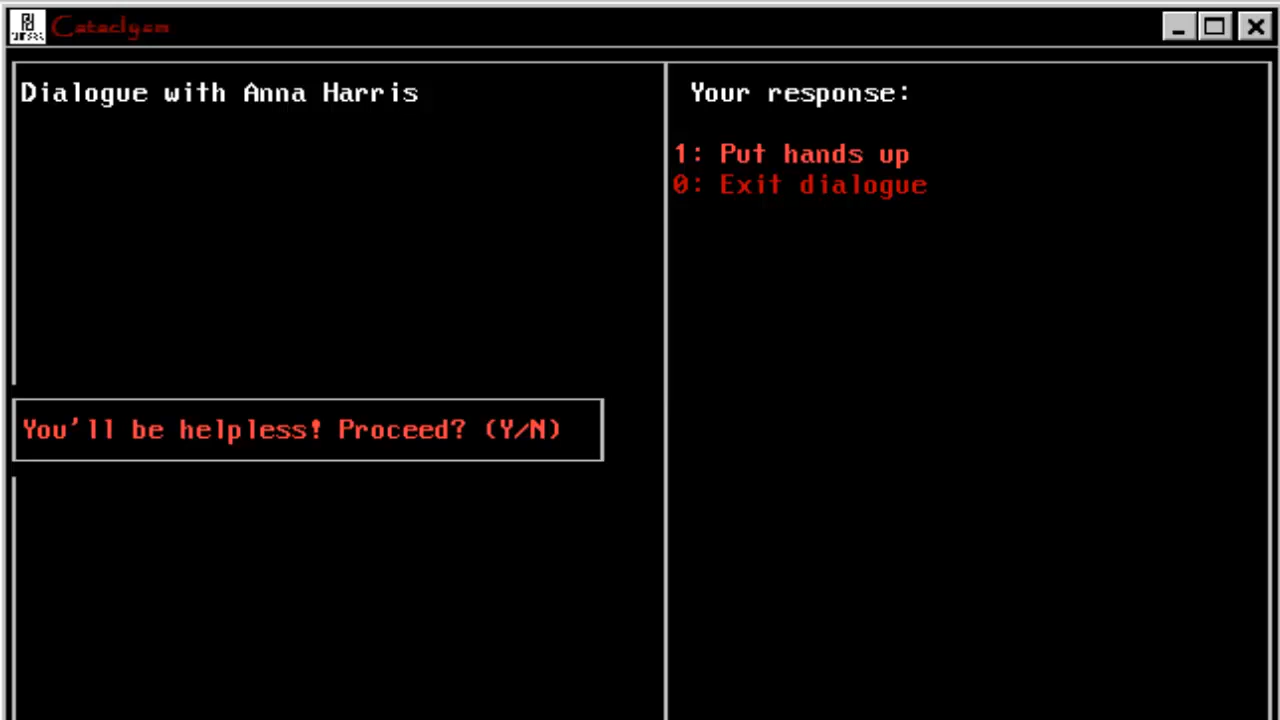 Cataclysm
Dialogue with Anna Harris
Your response:
1: Put hands up
0: Exit dialogue
You'll be helpless! Proceed? (Y/N)